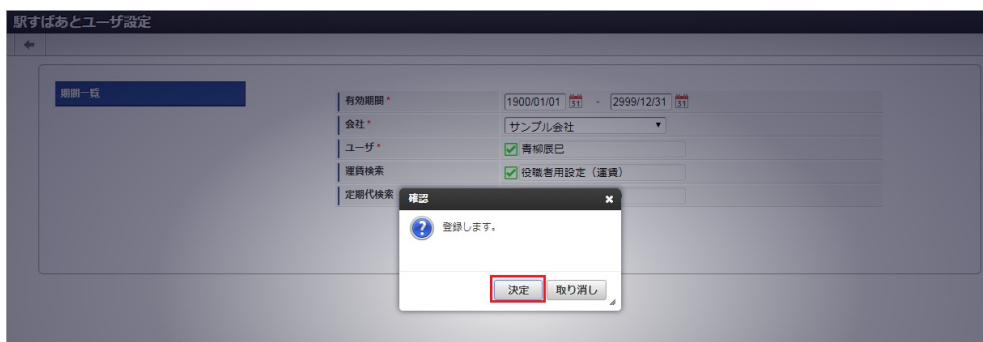 駅すぱあとユーザ設定
期間一覧
有効期間*
1900/01/01 31 - 2999/12/31 31
会社*
サンプル会社
ユーザ*
青柳辰巳
運賃検索
役職者用設定（運賃）
定期代検索
確認
登録します。
決定
取り消し